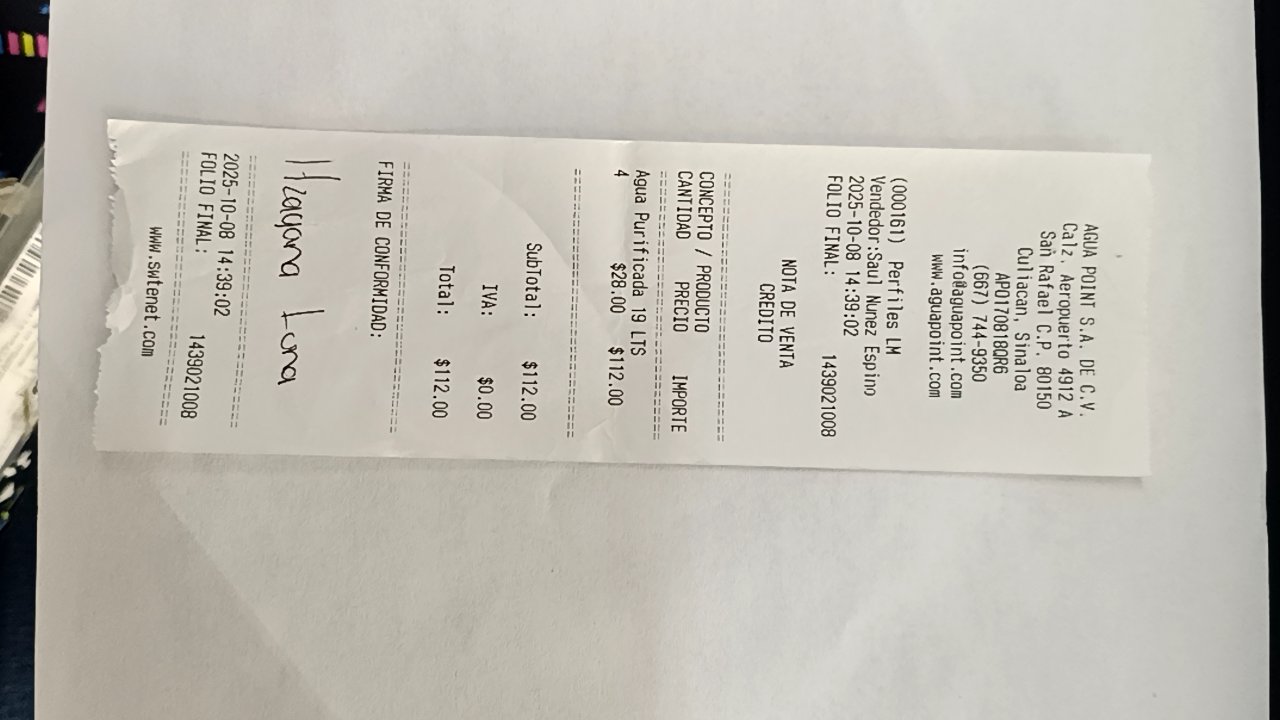 AGUA POINT S.A. DE C.V.
Calz. Aeropuerto 4912 A
San Rafael C.P. 80150
Culiacan, Sinaloa
APO170818QR6
(667) 744-9350
info@aguapoint.com
www.aguapoint.com
(000161) Perfiles LM
Vendedor:Saul Nunez Espino
2025-10-08 14:39:02
FOLIO FINAL: 1439021008
NOTA DE VENTA
CREDITO
CONCEPTO / PRODUCTO
CANTIDAD PRECIO IMPORTE
Agua Purificada 19 LTS
4 $28.00 $112.00
SubTotal: $112.00
IVA: $0.00
Total: $112.00
FIRMA DE CONFORMIDAD:
Luna
2025-10-08 14:39:02
FOLIO FINAL: 1439021008
www.swtenet.com